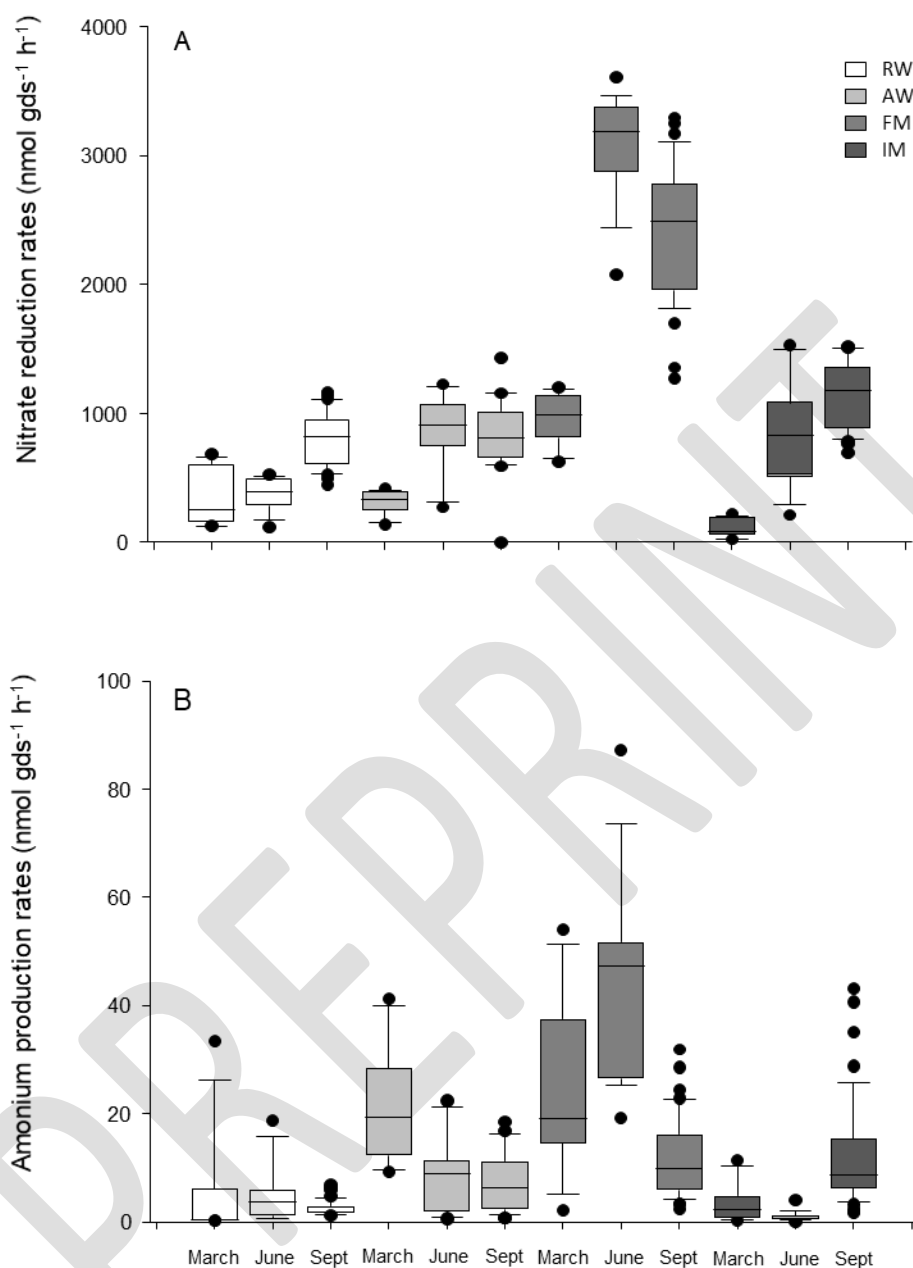 A
Nitrate reduction rates (nmol gds⁻¹ h⁻¹)
4000
3000
2000
1000
0
RW
AW
FM
IM
B
Amonium production rates (nmol gds⁻¹ h⁻¹)
100
80
60
40
20
0
March June Sept March June Sept March June Sept March June Sept
PREPRINT